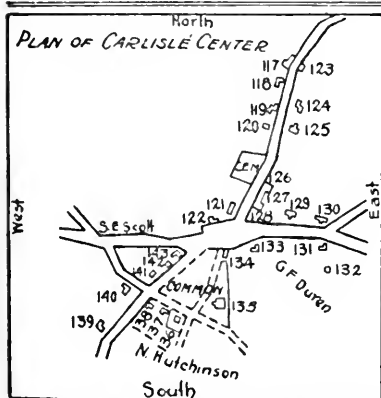 North
PLAN OF CARLISLE CENTER
117
123
118
119
124
120
125
CEM.
126
127
121
128
129
130
122
West
East
S.E. Scott
133
131
143
142
134
132
141
COMMON
G F Duren
140
135
138
137
136
139
N. Hutchinson
South